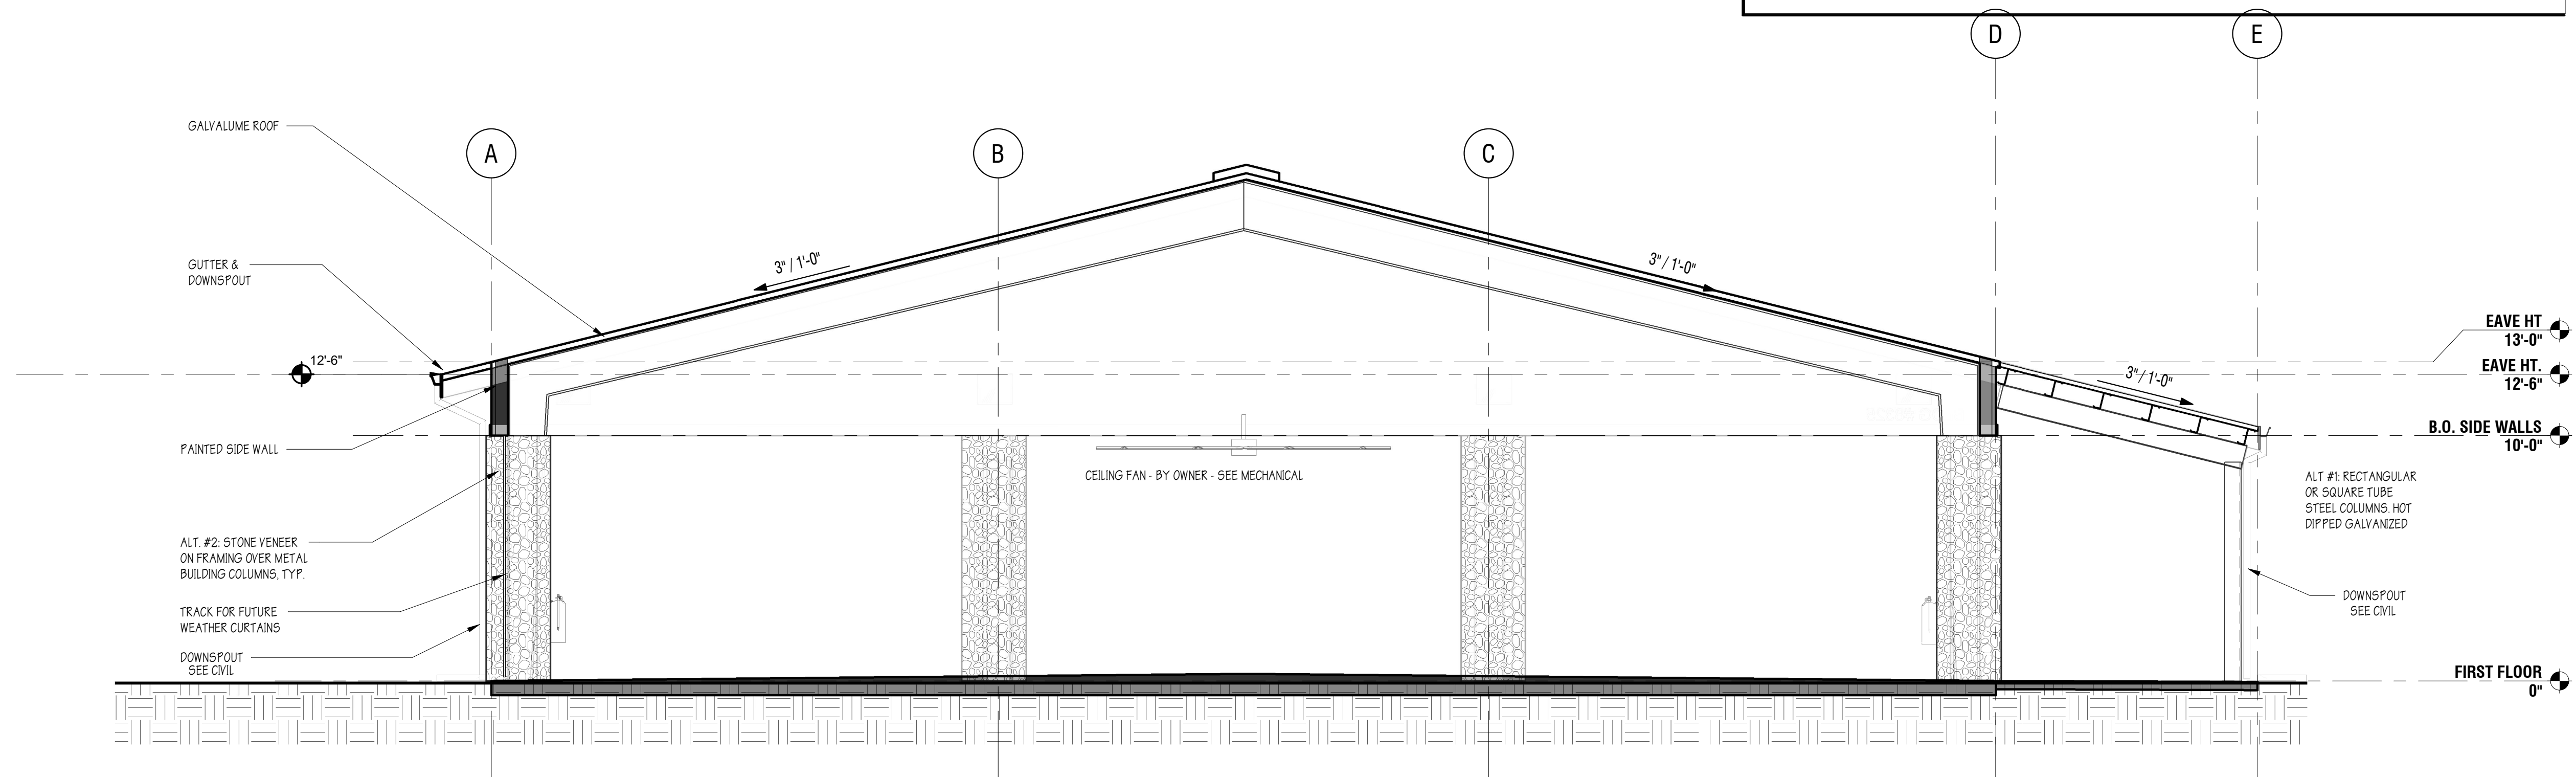 D
E
A
B
C
GALVALUME ROOF
GUTTER &
DOWNSPOUT
3" / 1'-0"
3" / 1'-0"
3" / 1'-0"
12'-6"
EAVE HT
13'-0"
EAVE HT.
12'-6"
B.O. SIDE WALLS
10'-0"
PAINTED SIDE WALL
CEILING FAN - BY OWNER - SEE MECHANICAL
ALT #1: RECTANGULAR
OR SQUARE TUBE
STEEL COLUMNS. HOT
DIPPED GALVANIZED
ALT. #2: STONE VENEER
ON FRAMING OVER METAL
BUILDING COLUMNS, TYP.
TRACK FOR FUTURE
WEATHER CURTAINS
DOWNSPOUT
SEE CIVIL
DOWNSPOUT
SEE CIVIL
FIRST FLOOR
0"